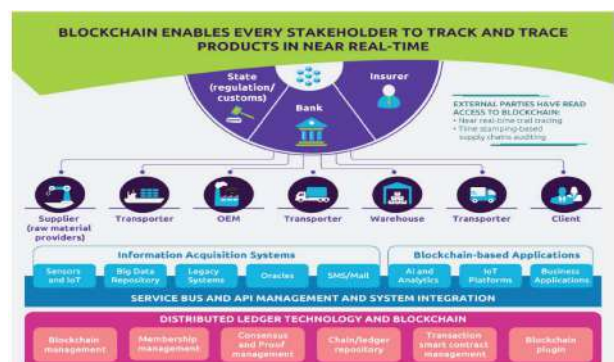 BLOCKCHAIN ENABLES EVERY STAKEHOLDER TO TRACK AND TRACE
PRODUCTS IN NEAR REAL-TIME
State
(regulation/
customs)
Bank
Insurer
EXTERNAL PARTIES HAVE READ
ACCESS TO BLOCKCHAIN:
• Near real-time trail tracing
• Time stamping-based
supply chains auditing
Supplier
(raw material
providers)
Transporter
OEM
Transporter
Warehouse
Transporter
Client
Information Acquisition Systems
Blockchain-based Applications
Sensors
and IoT
Big Data
Repository
Legacy
Systems
Oracles
SMS/Mail
AI and
Analytics
IoT
Platforms
Business
Applications
SERVICE BUS AND API MANAGEMENT AND SYSTEM INTEGRATION
DISTRIBUTED LEDGER TECHNOLOGY AND BLOCKCHAIN
Blockchain
management
Membership
management
Consensus
and Proof
management
Chain/ledger
repository
Transaction
smart contract
management
Blockchain
plugin